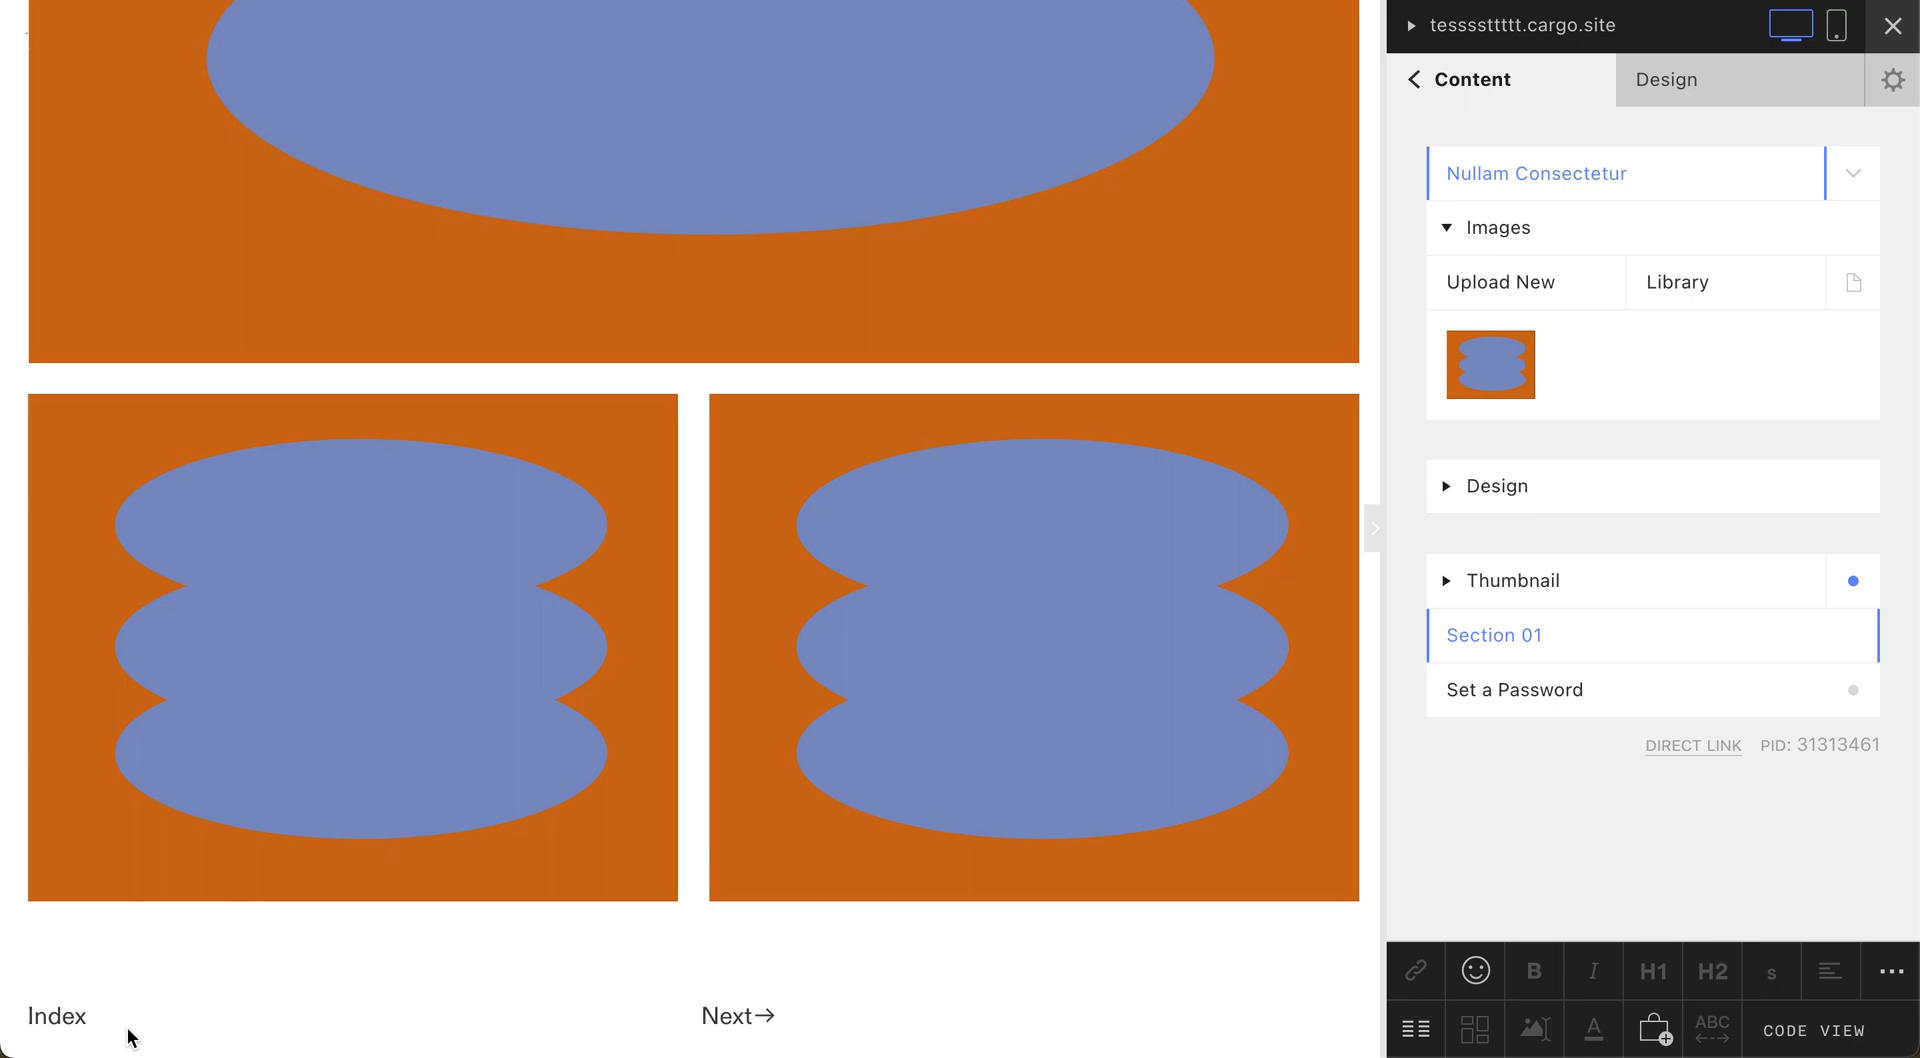 tesssssttttt.cargo.site
Content
Design
Nullam Consectetur
Images
Upload New
Library
Design
Thumbnail
Section 01
Set a Password
DIRECT LINK PID: 31313461
B I H1 H2 s
A ABC CODE VIEW
Index
Next→